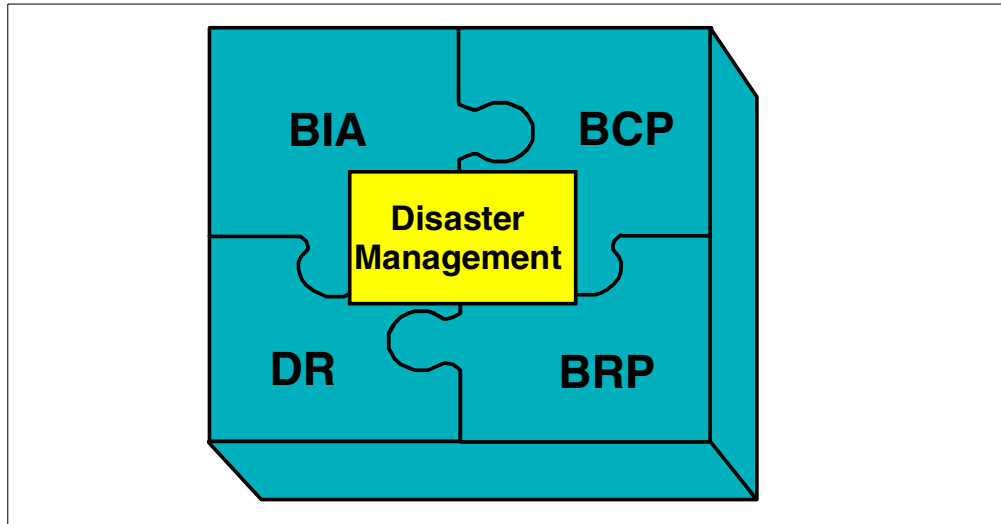 BIA
BCP
Disaster
Management
DR
BRP